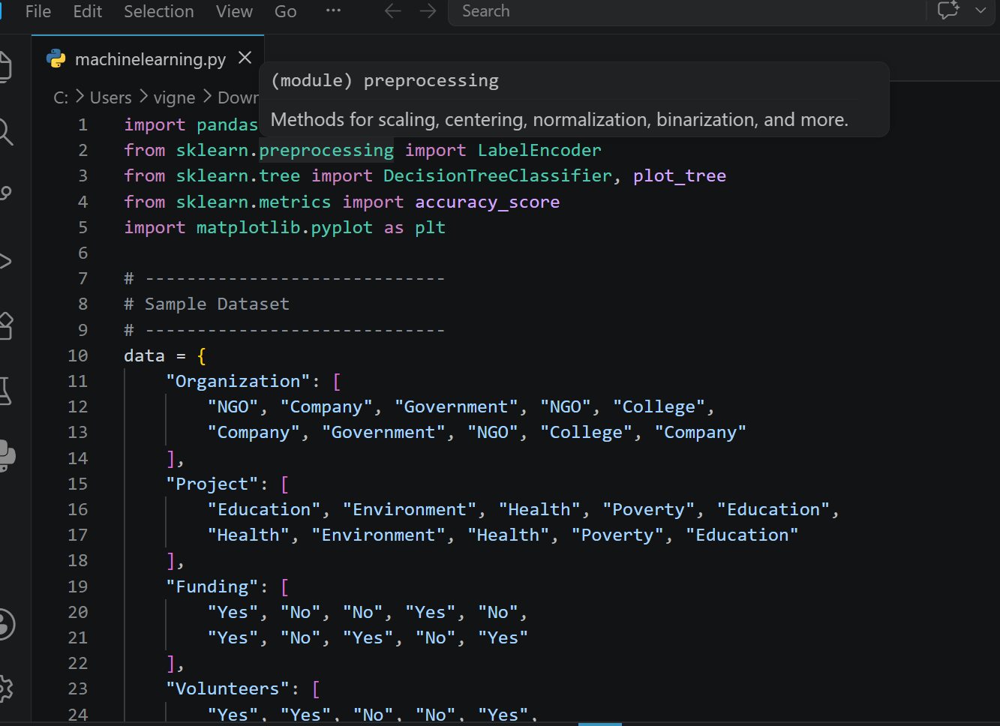 File Edit Selection View Go ... Search
machinelearning.py
(module) preprocessing
C: > Users > vigne > Dowr
Methods for scaling, centering, normalization, binarization, and more.
1 import pandas
2 from sklearn.preprocessing import LabelEncoder
3 from sklearn.tree import DecisionTreeClassifier, plot_tree
4 from sklearn.metrics import accuracy_score
5 import matplotlib.pyplot as plt
6
7 # -----------------------------
8 # Sample Dataset
9 # -----------------------------
10 data = {
11 "Organization": [
12 "NGO", "Company", "Government", "NGO", "College",
13 "Company", "Government", "NGO", "College", "Company"
14 ],
15 "Project": [
16 "Education", "Environment", "Health", "Poverty", "Education",
17 "Health", "Environment", "Health", "Poverty", "Education"
18 ],
19 "Funding": [
20 "Yes", "No", "No", "Yes", "No",
21 "Yes", "No", "Yes", "No", "Yes"
22 ],
23 "Volunteers": [
24 "Yes", "Yes", "No", "No", "Yes",